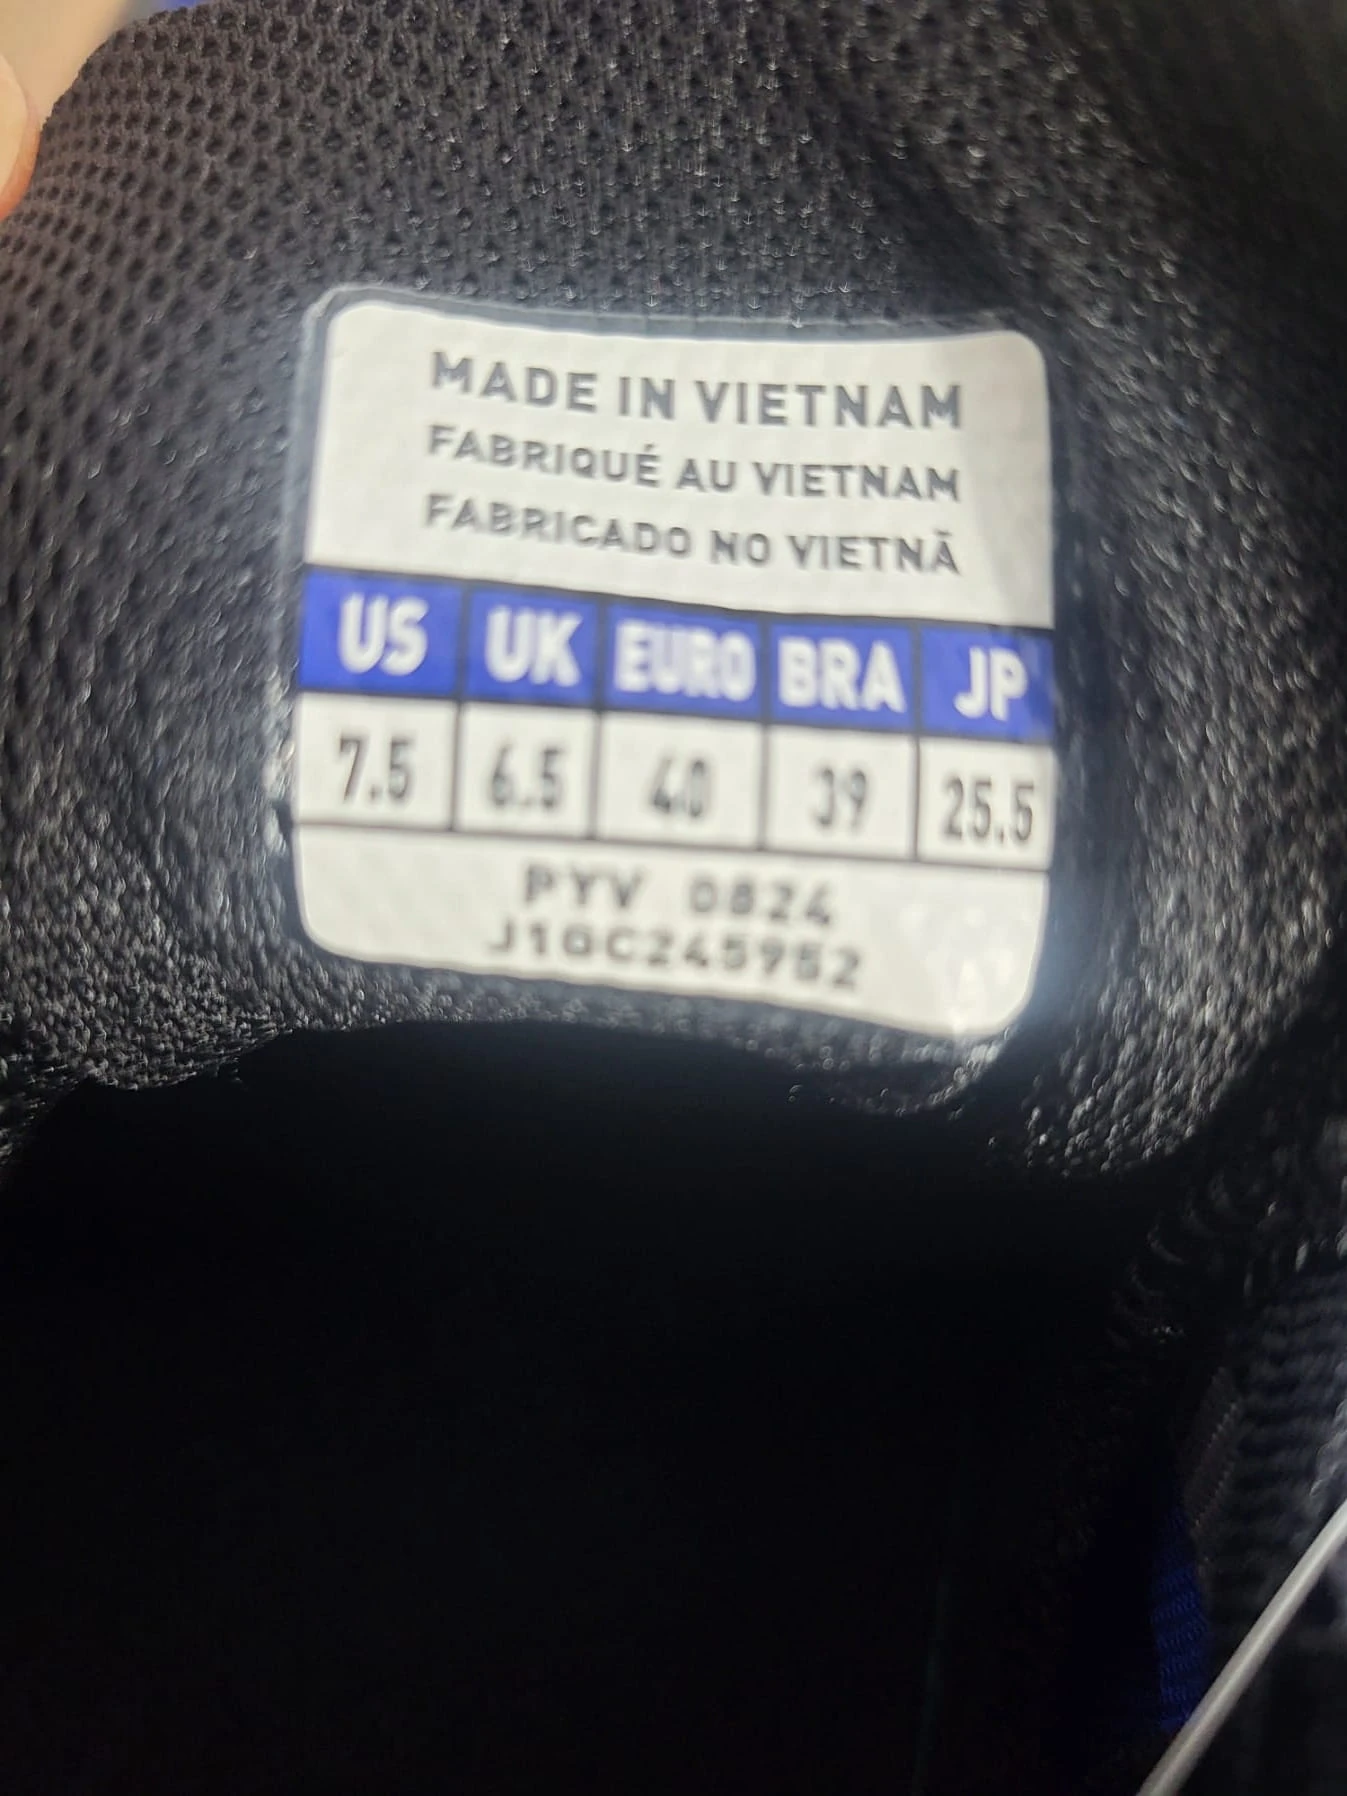 MADE IN VIETNAM
FABRIQUÉ AU VIETNAM
FABRICADO NO VIETNÃ
US UK EURO BRA JP
7.5 6.5 40 39 25.5
PYV 0824
J1GC245952